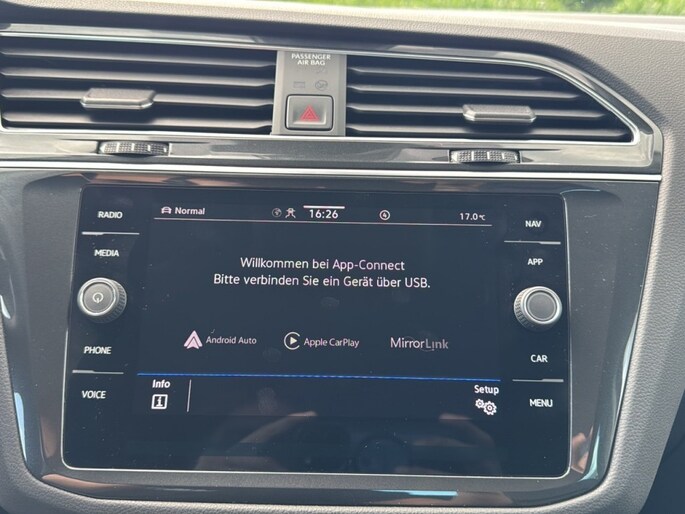 PASSENGER
AIR BAG
RADIO
MEDIA
PHONE
VOICE
Normal
16:26
4
17.0°C
Willkommen bei App-Connect
Bitte verbinden Sie ein Gerät über USB.
Android Auto
Apple CarPlay
MirrorLink
Info
i
Setup
NAV
APP
CAR
MENU